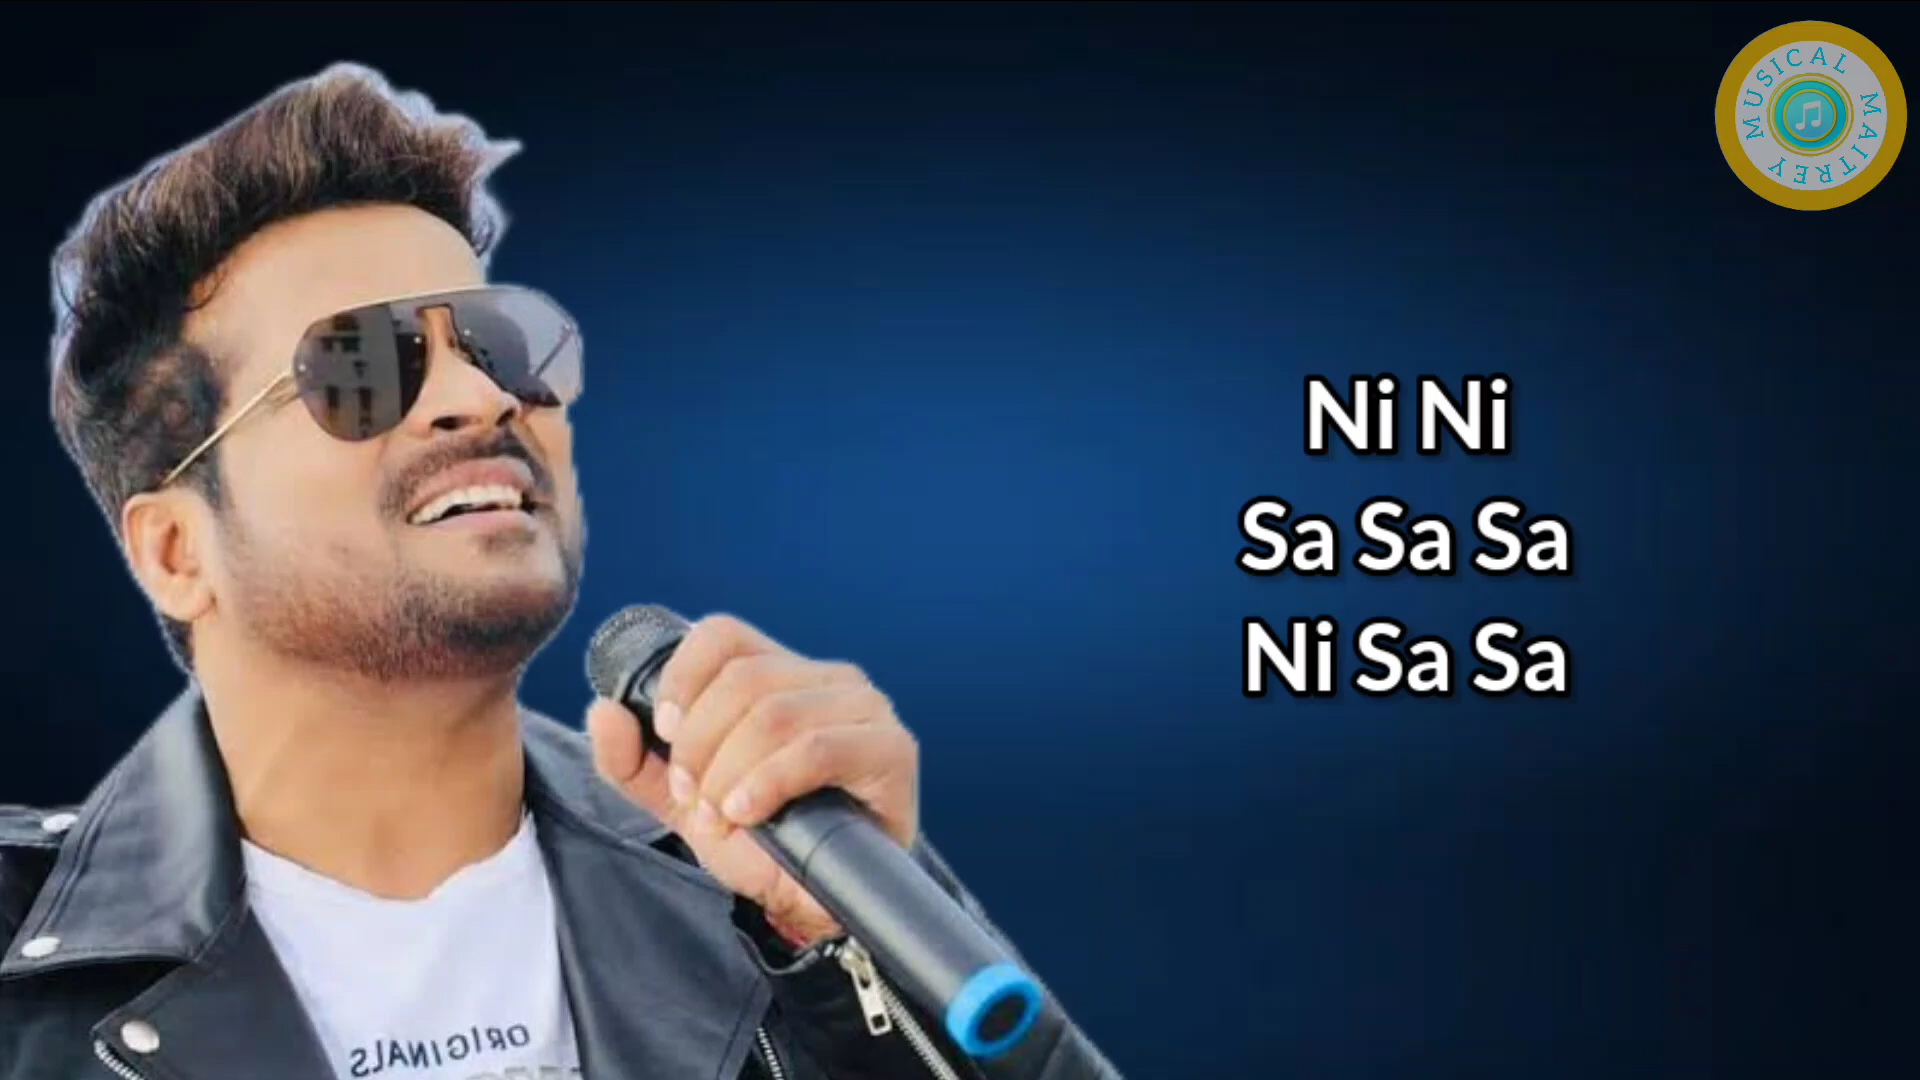 MUSICAL MAITREY
Ni Ni
Sa Sa Sa
Ni Sa Sa
ORIGINALS